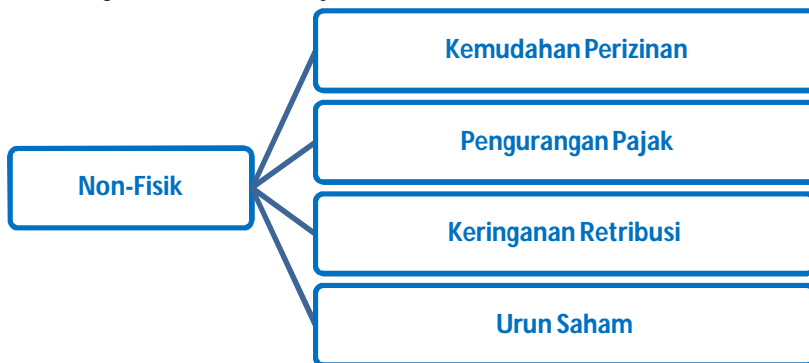 Kemudahan Perizinan
Pengurangan Pajak
Non-Fisik
Keringanan Retribusi
Urun Saham